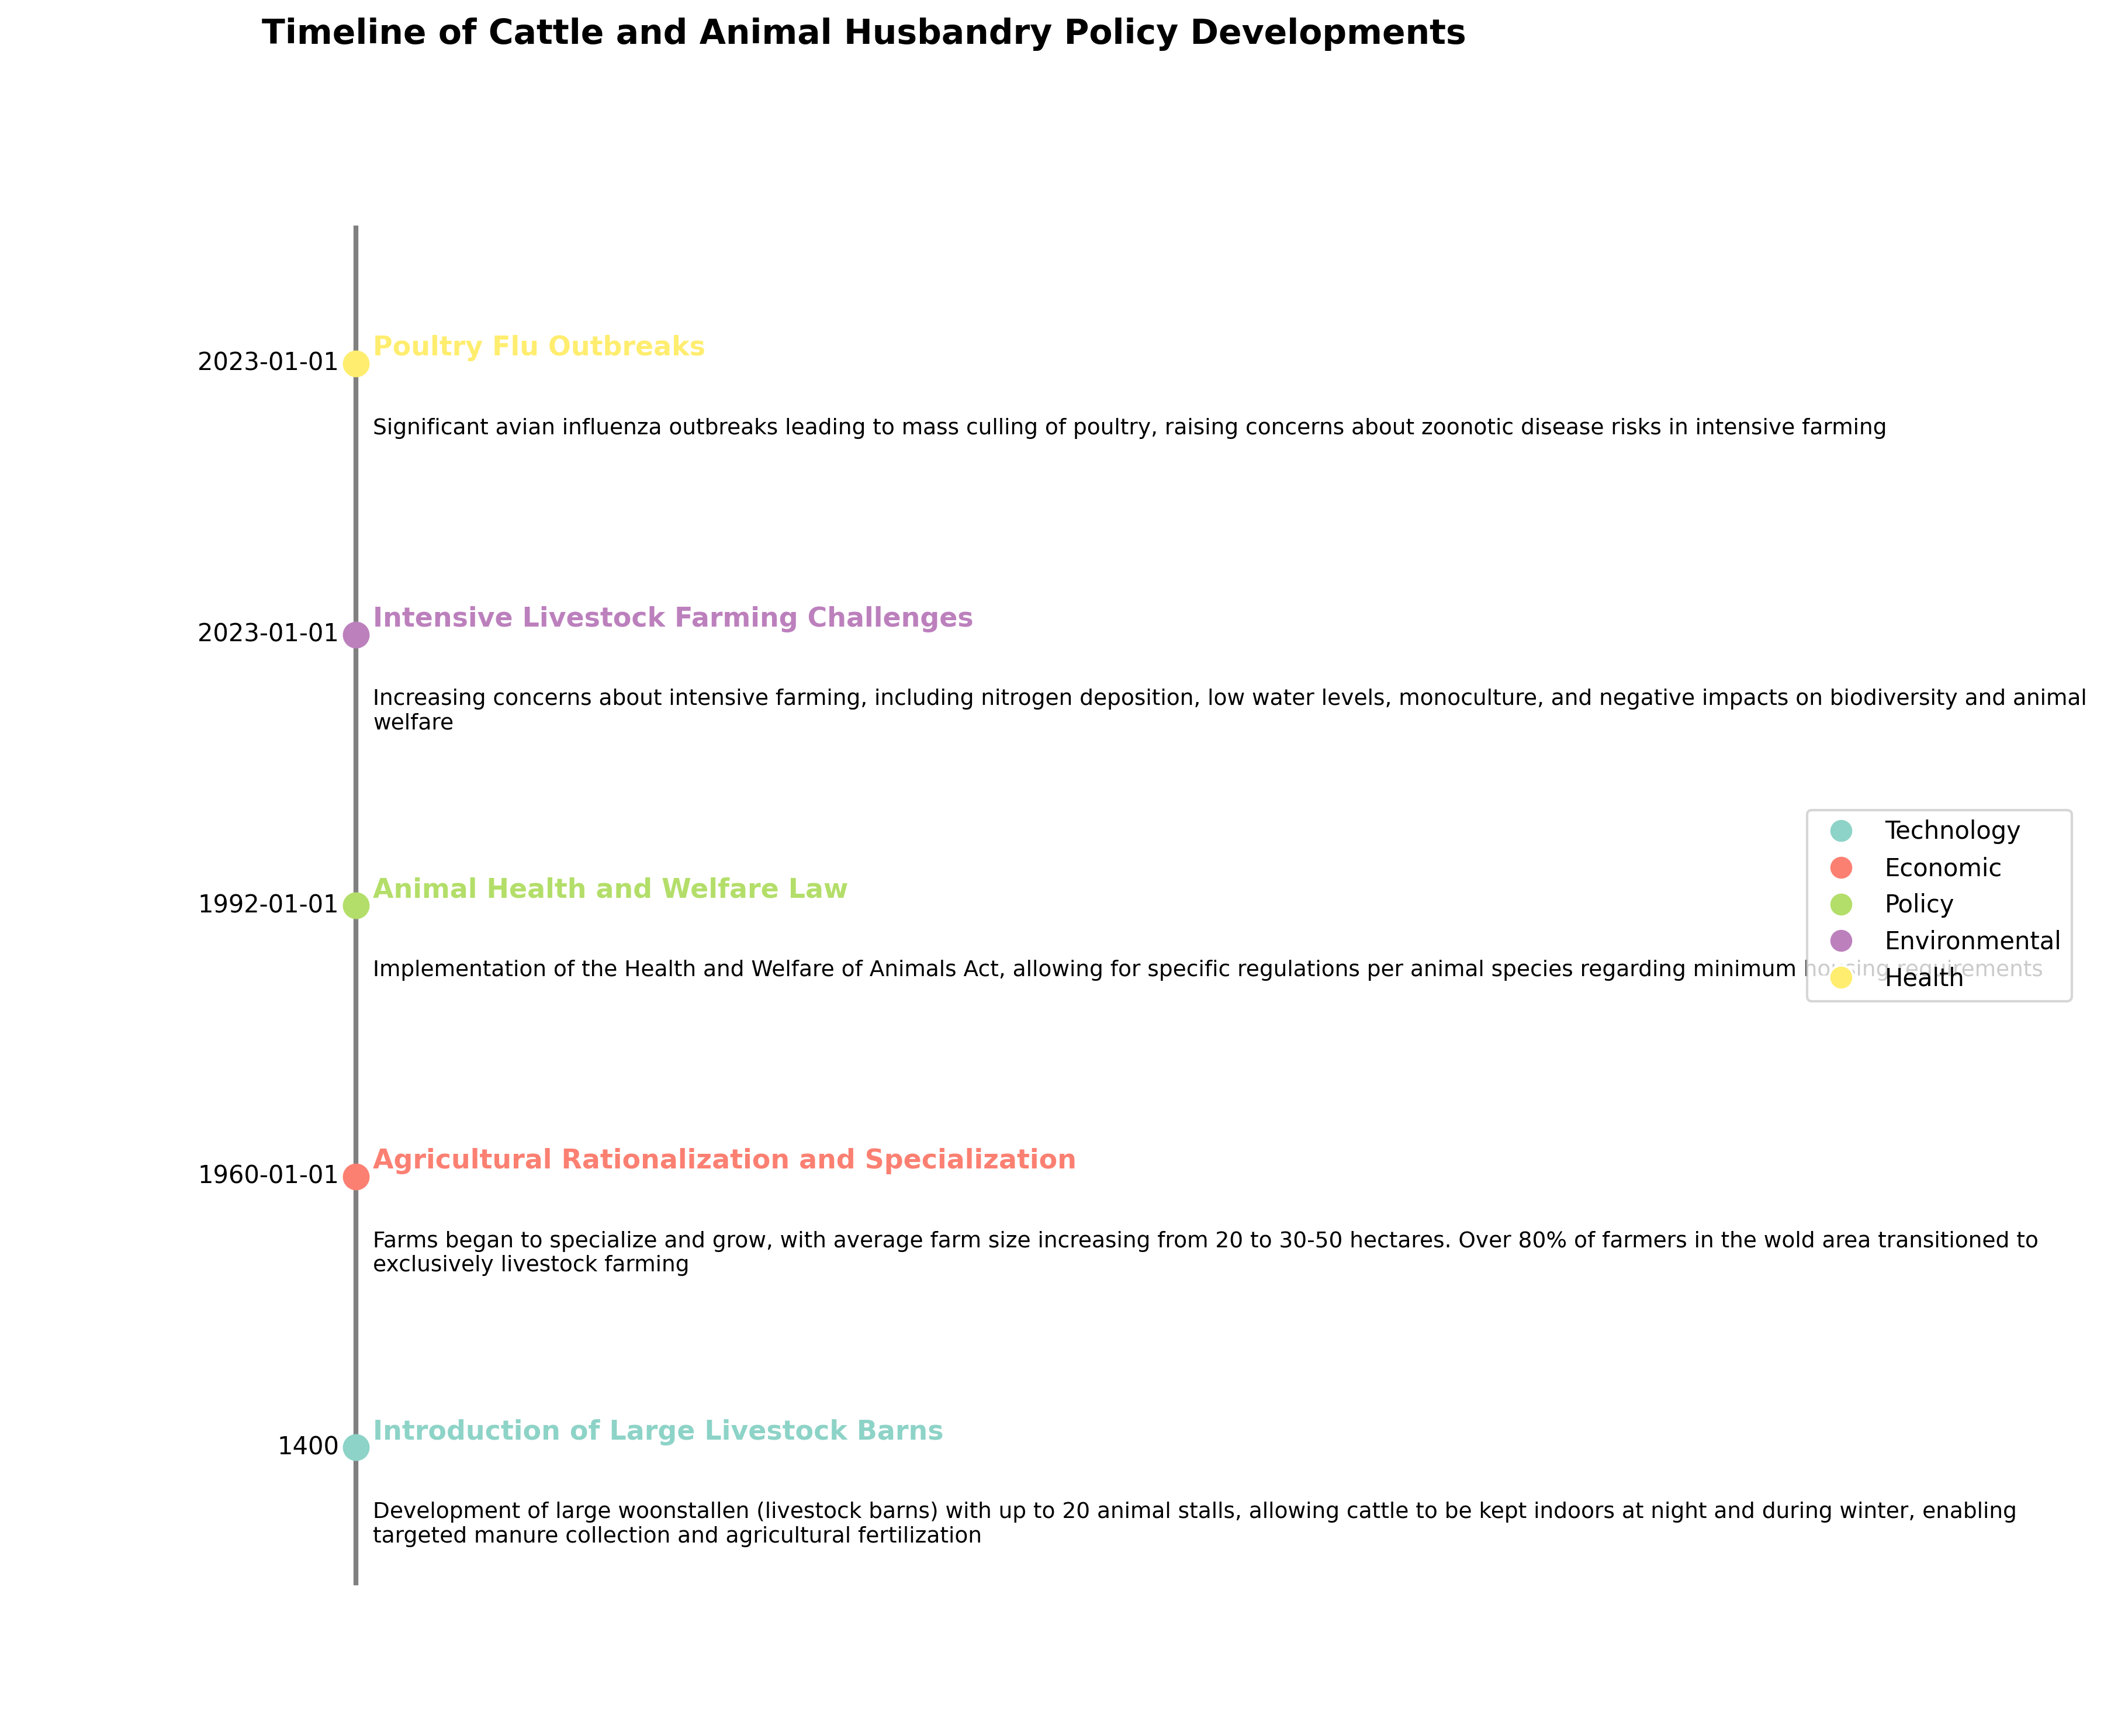 Timeline of Cattle and Animal Husbandry Policy Developments
2023-01-01
Poultry Flu Outbreaks
Significant avian influenza outbreaks leading to mass culling of poultry, raising concerns about zoonotic disease risks in intensive farming
2023-01-01
Intensive Livestock Farming Challenges
Increasing concerns about intensive farming, including nitrogen deposition, low water levels, monoculture, and negative impacts on biodiversity and animal
welfare
1992-01-01
Animal Health and Welfare Law
Implementation of the Health and Welfare of Animals Act, allowing for specific regulations per animal species regarding minimum housing requirements
1960-01-01
Agricultural Rationalization and Specialization
Farms began to specialize and grow, with average farm size increasing from 20 to 30-50 hectares. Over 80% of farmers in the wold area transitioned to
exclusively livestock farming
1400
Introduction of Large Livestock Barns
Development of large woonstallen (livestock barns) with up to 20 animal stalls, allowing cattle to be kept indoors at night and during winter, enabling
targeted manure collection and agricultural fertilization
Technology
Economic
Policy
Environmental
Health